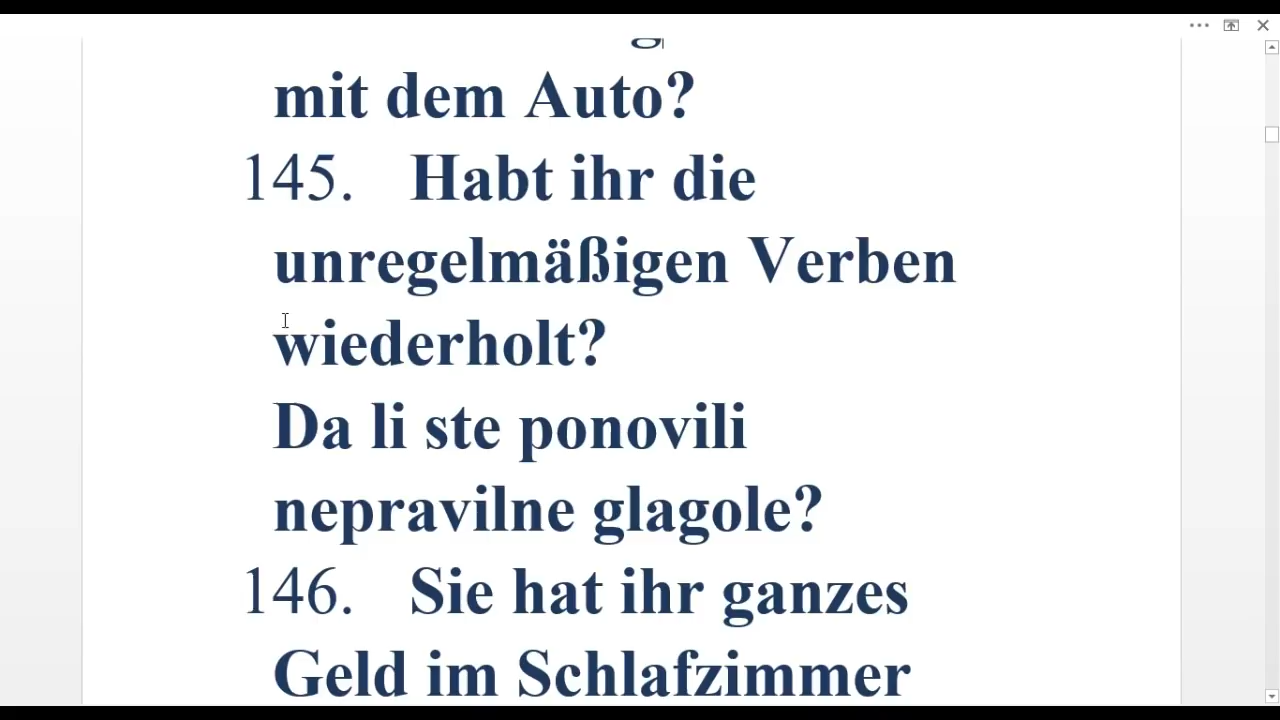 mit dem Auto?
145. Habt ihr die
unregelmäßigen Verben
wiederholt?
Da li ste ponovili
nepravilne glagole?
146. Sie hat ihr ganzes
Geld im Schlafzimmer